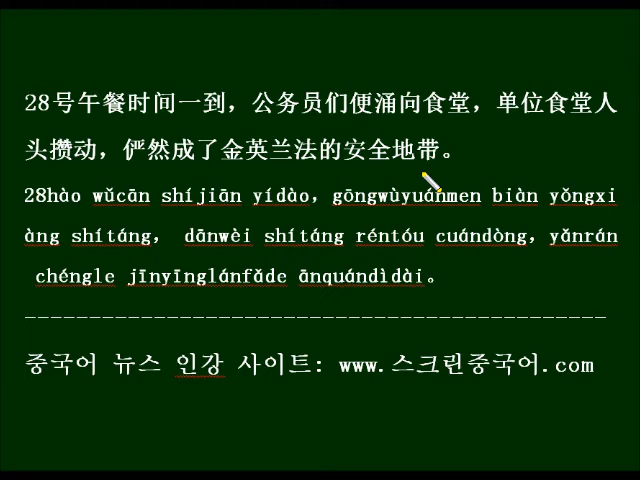 28号午餐时间一到，公务员们便涌向食堂，单位食堂人
头攒动，俨然成了金英兰法的安全地带。
28hào wǔcān shíjiān yídào，gōngwùyuánmen biàn yǒngxi
àng shítáng， dānwèi shítáng réntóu cuándòng，yǎnrán
chéngle jīnyīnglánfǎde ānquándìdài。
----------------------------------------------
중국어 뉴스 인강 사이트: www.스크린중국어.com